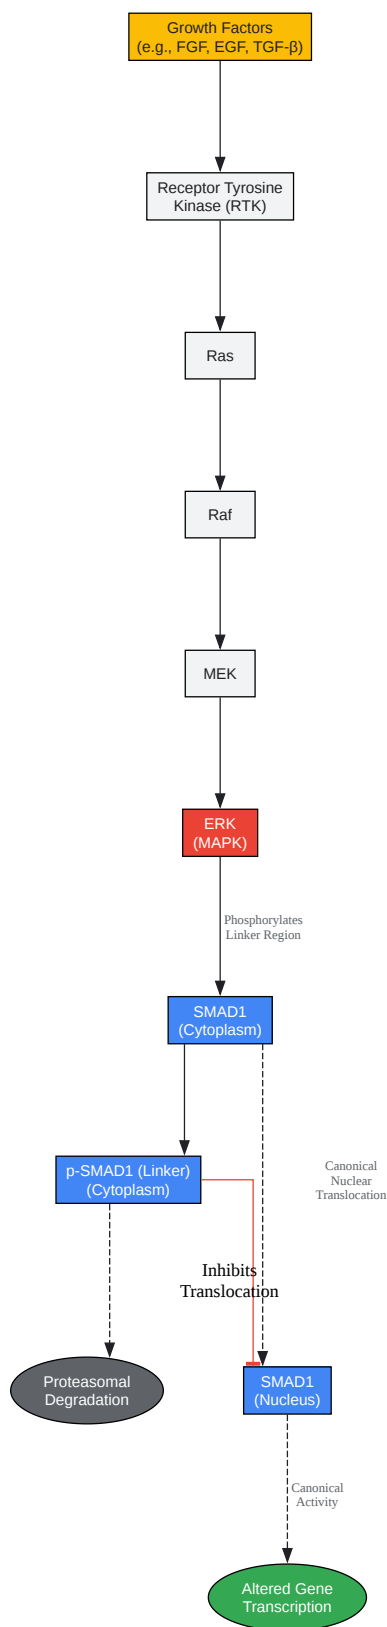 Growth Factors
(e.g., FGF, EGF, TGF-β)
Receptor Tyrosine
Kinase (RTK)
Ras
Raf
MEK
ERK
(MAPK)
Phosphorylates
Linker Region
SMAD1
(Cytoplasm)
p-SMAD1 (Linker)
(Cytoplasm)
Canonical
Nuclear
Translocation
Inhibits
Translocation
Proteasomal
Degradation
SMAD1
(Nucleus)
Canonical
Activity
Altered Gene
Transcription